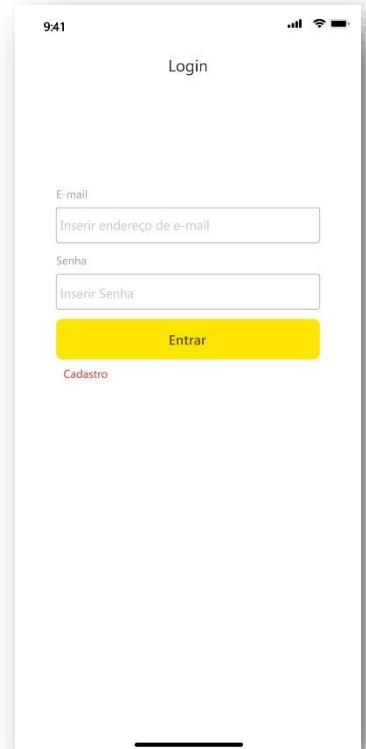 9:41
Login
E-mail
Inserir endereço de e-mail
Senha
Inserir Senha
Entrar
Cadastro